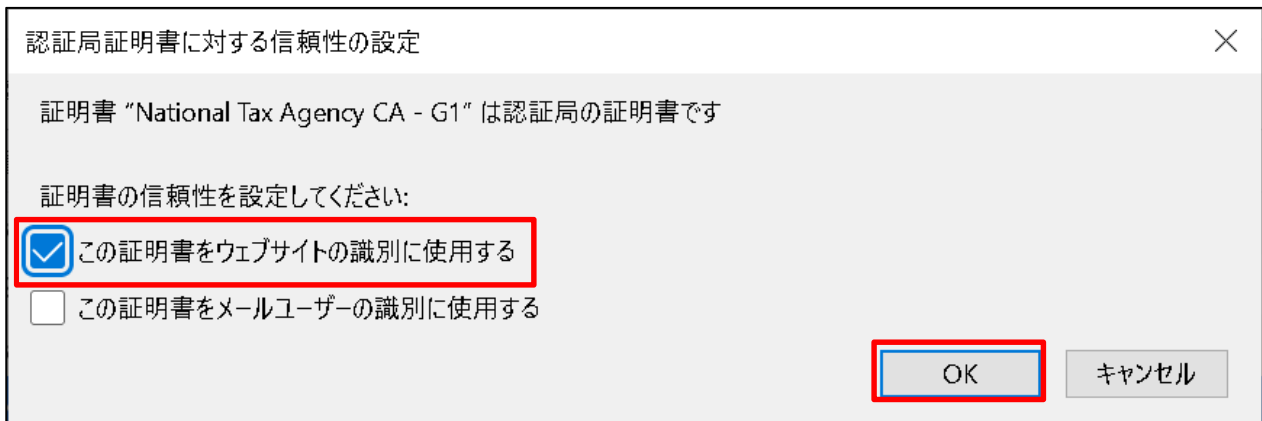 認証局証明書に対する信頼性の設定
証明書 “National Tax Agency CA - G1” は認証局の証明書です
証明書の信頼性を設定してください:
この証明書をウェブサイトの識別に使用する
この証明書をメールユーザーの識別に使用する
OK キャンセル